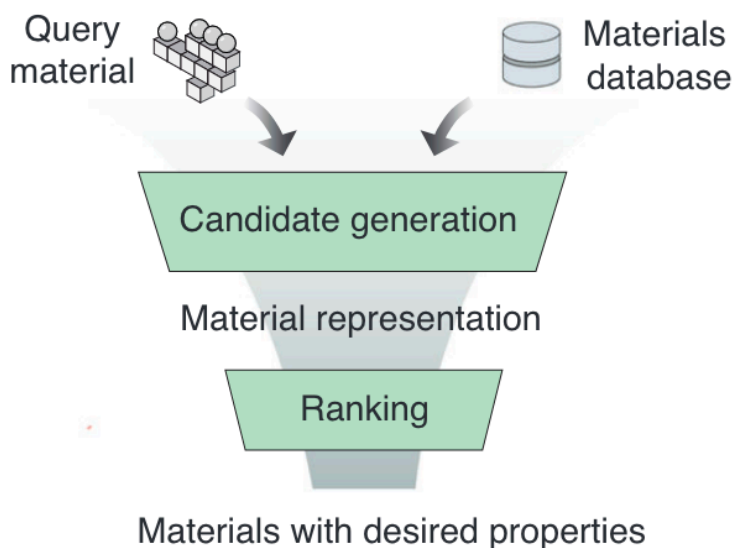 Query
material
Materials
database
Candidate generation
Material representation
Ranking
Materials with desired properties